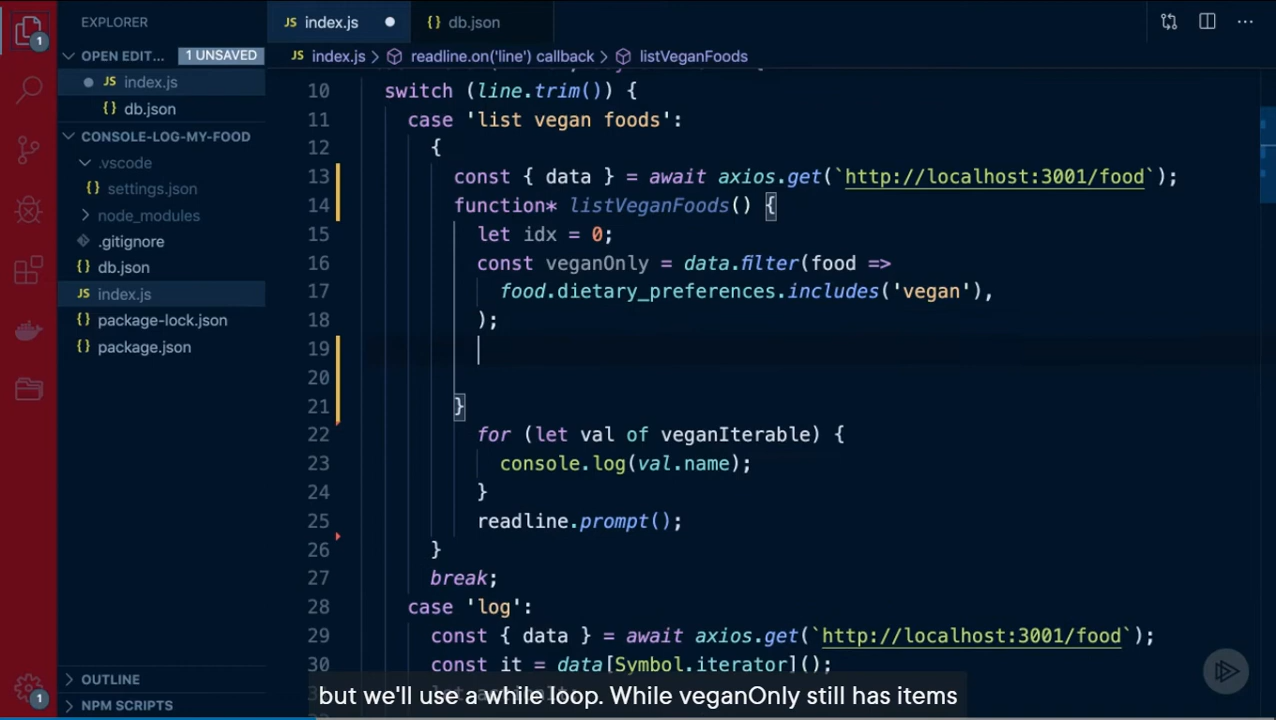 EXPLORER
OPEN EDIT... 1 UNSAVED
JS index.js
{} db.json
CONSOLE-LOG-MY-FOOD
.vscode
{} settings.json
node_modules
.gitignore
{} db.json
JS index.js
{} package-lock.json
{} package.json
OUTLINE
NPM SCRIPTS
1
1
JS index.js
{} db.json
JS index.js > readline.on('line') callback > listVeganFoods
10 switch (line.trim()) {
11 case 'list vegan foods':
12 {
13 const { data } = await axios.get(`http://localhost:3001/food`);
14 function* listVeganFoods() {
15 let idx = 0;
16 const veganOnly = data.filter(food =>
17 food.dietary_preferences.includes('vegan'),
18 );
19
20
21 }
22 for (let val of veganIterable) {
23 console.log(val.name);
24 }
25 readline.prompt();
26 }
27 break;
28 case 'log':
29 const { data } = await axios.get(`http://localhost:3001/food`);
30 const it = data[Symbol.iterator]();
but we'll use a while loop. While veganOnly still has items